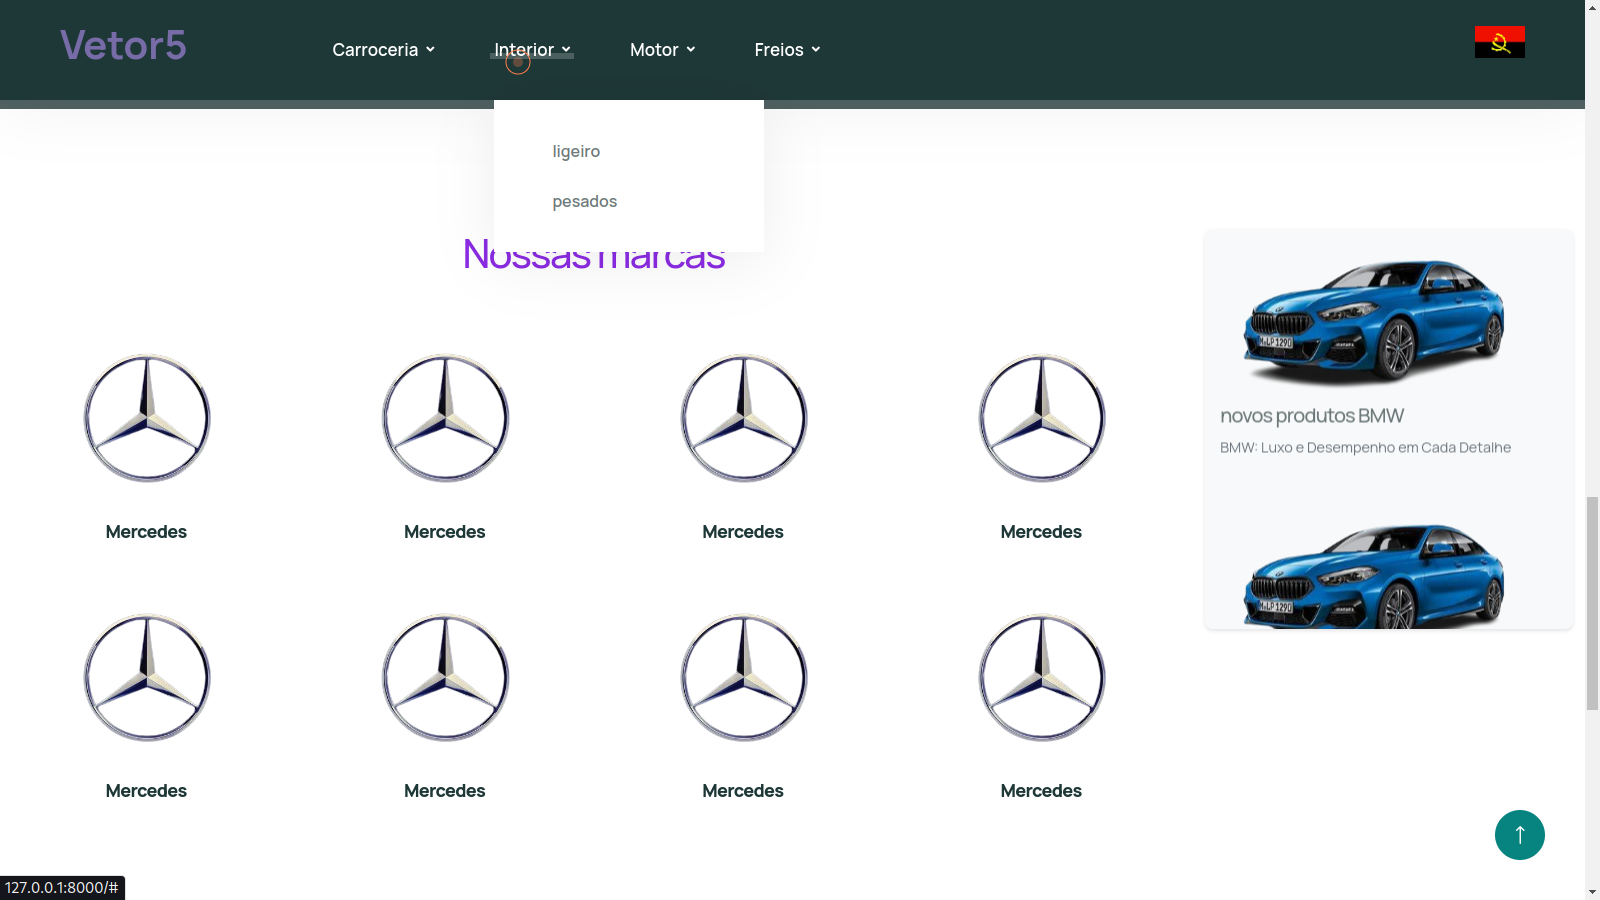 Vetor5
Carroceria
Interior
Motor
Freios
ligeiro
pesados
Nossas marcas
Mercedes
Mercedes
Mercedes
Mercedes
Mercedes
Mercedes
Mercedes
Mercedes
M·LP 1290
novos produtos BMW
BMW: Luxo e Desempenho em Cada Detalhe
M·LP 1290
127.0.0.1:8000/#